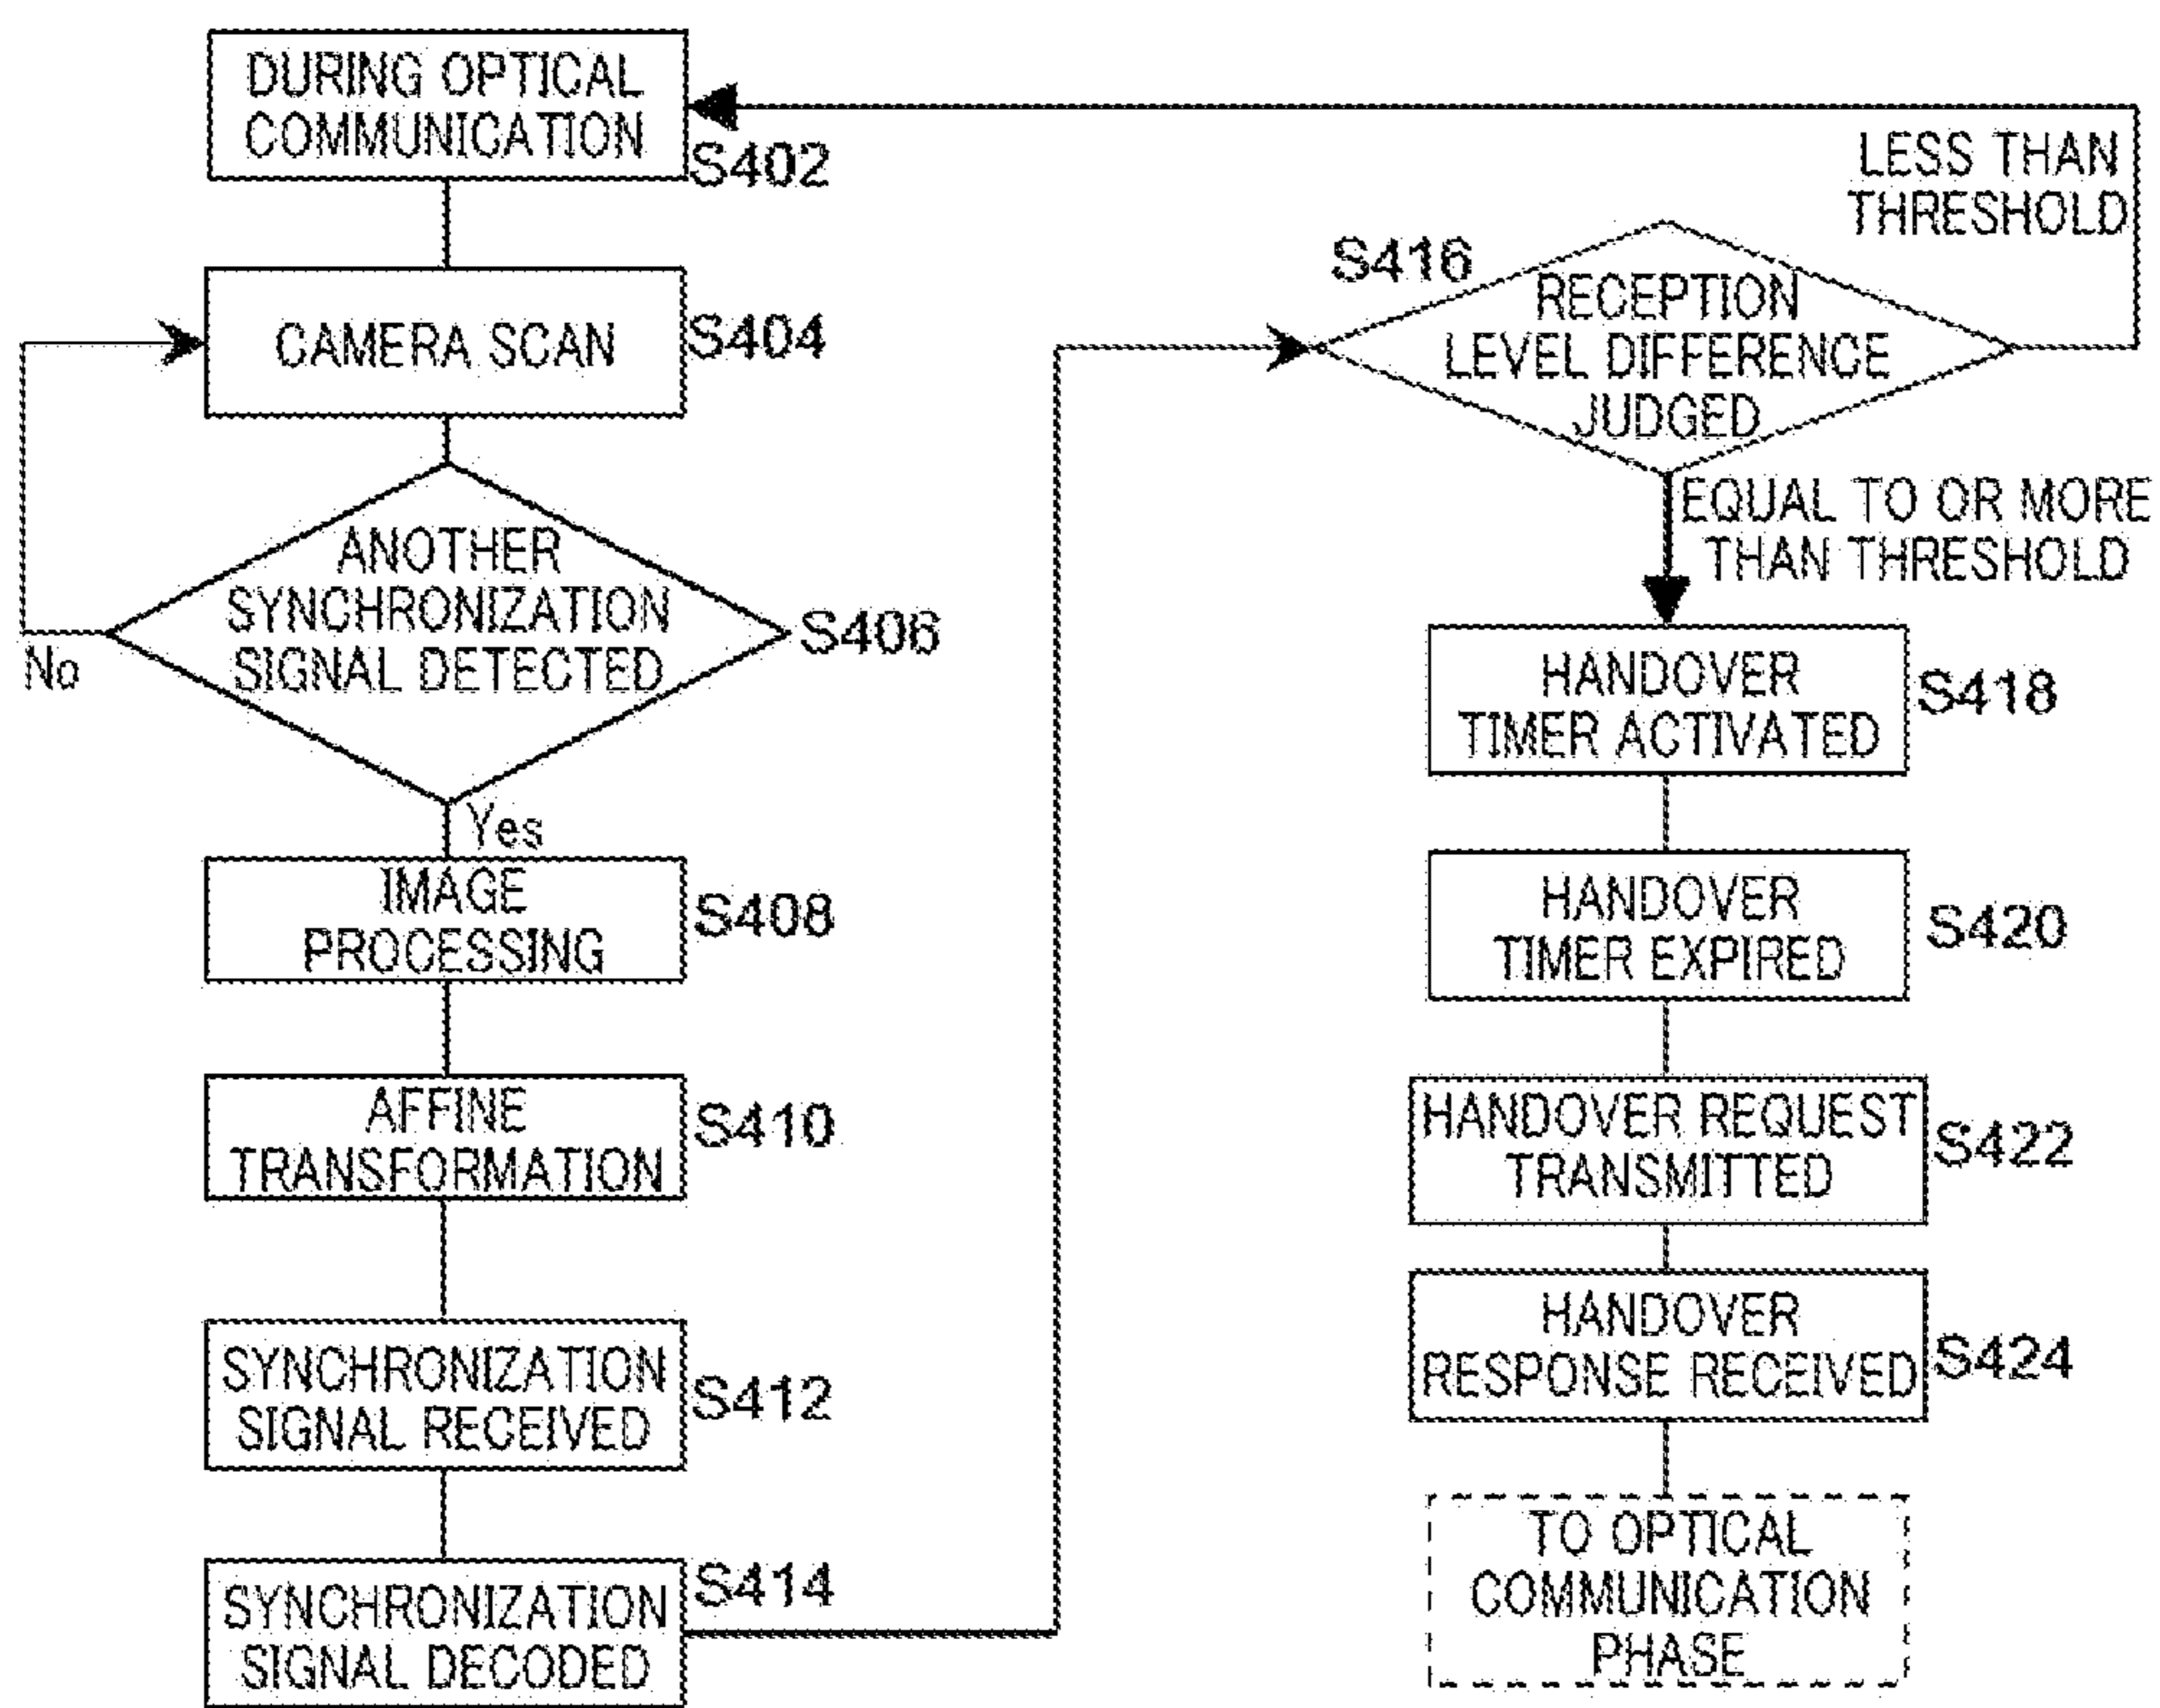 DURING OPTICAL
COMMUNICATION
S402
CAMERA SCAN
S404
ANOTHER
SYNCHRONIZATION
SIGNAL DETECTED
S406
No
Yes
IMAGE
PROCESSING
S408
AFFINE
TRANSFORMATION
S410
SYNCHRONIZATION
SIGNAL RECEIVED
S412
SYNCHRONIZATION
SIGNAL DECODED
S414
LESS THAN
THRESHOLD
S416
RECEPTION
LEVEL DIFFERENCE
JUDGED
EQUAL TO OR MORE
THAN THRESHOLD
HANDOVER
TIMER ACTIVATED
S418
HANDOVER
TIMER EXPIRED
S420
HANDOVER REQUEST
TRANSMITTED
S422
HANDOVER
RESPONSE RECEIVED
S424
TO OPTICAL
COMMUNICATION
PHASE